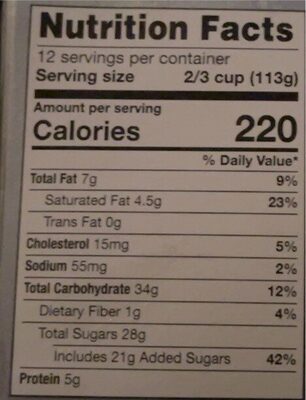 Nutrition Facts
12 servings per container
Serving size 2/3 cup (113g)
Amount per serving
Calories 220
% Daily Value*
Total Fat 7g 9%
Saturated Fat 4.5g 23%
Trans Fat 0g
Cholesterol 15mg 5%
Sodium 55mg 2%
Total Carbohydrate 34g 12%
Dietary Fiber 1g 4%
Total Sugars 28g
Includes 21g Added Sugars 42%
Protein 5g